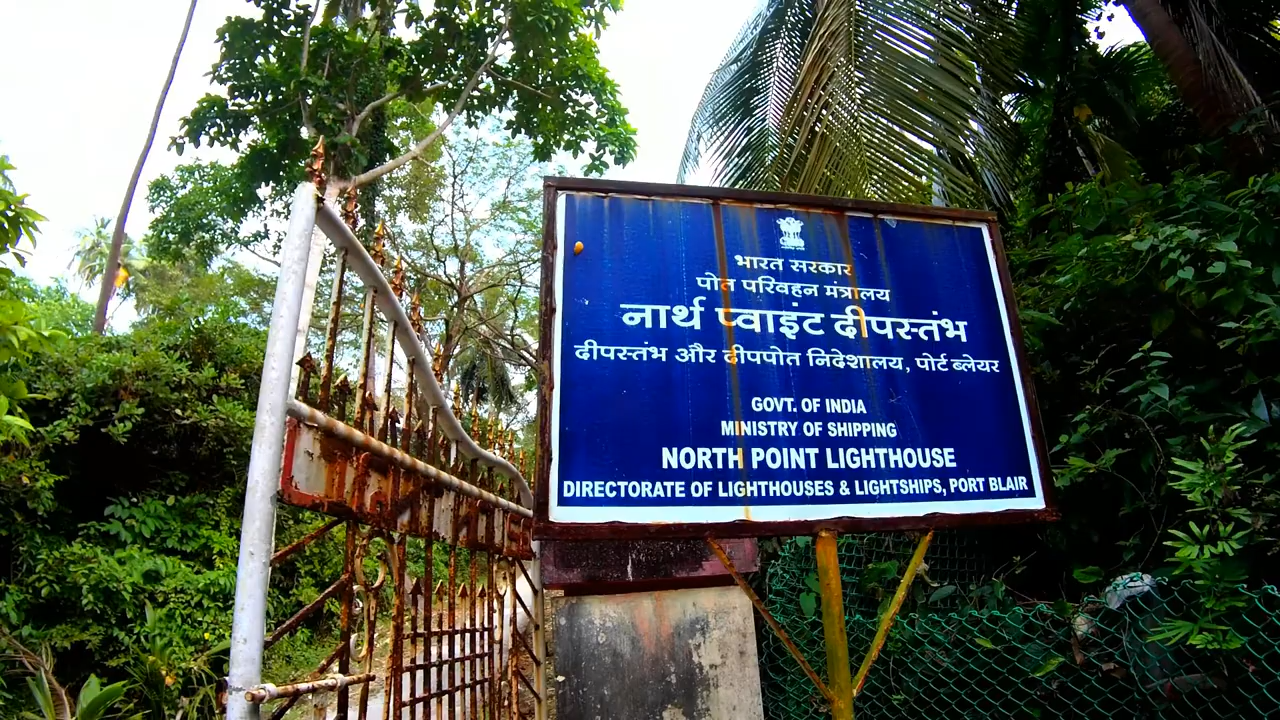 भारत सरकार
पोत परिवहन मंत्रालय
नार्थ प्वाइंट दीपस्तंभ
दीपस्तंभ और दीपपोत निदेशालय, पोर्ट ब्लेयर
GOVT. OF INDIA
MINISTRY OF SHIPPING
NORTH POINT LIGHTHOUSE
DIRECTORATE OF LIGHTHOUSES & LIGHTSHIPS, PORT BLAIR